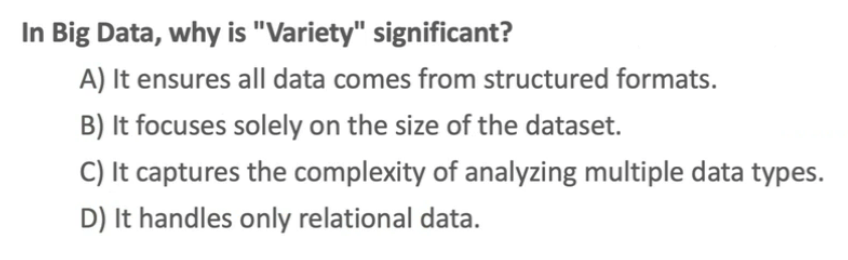 In Big Data, why is "Variety" significant?
A) It ensures all data comes from structured formats.
B) It focuses solely on the size of the dataset.
C) It captures the complexity of analyzing multiple data types.
D) It handles only relational data.